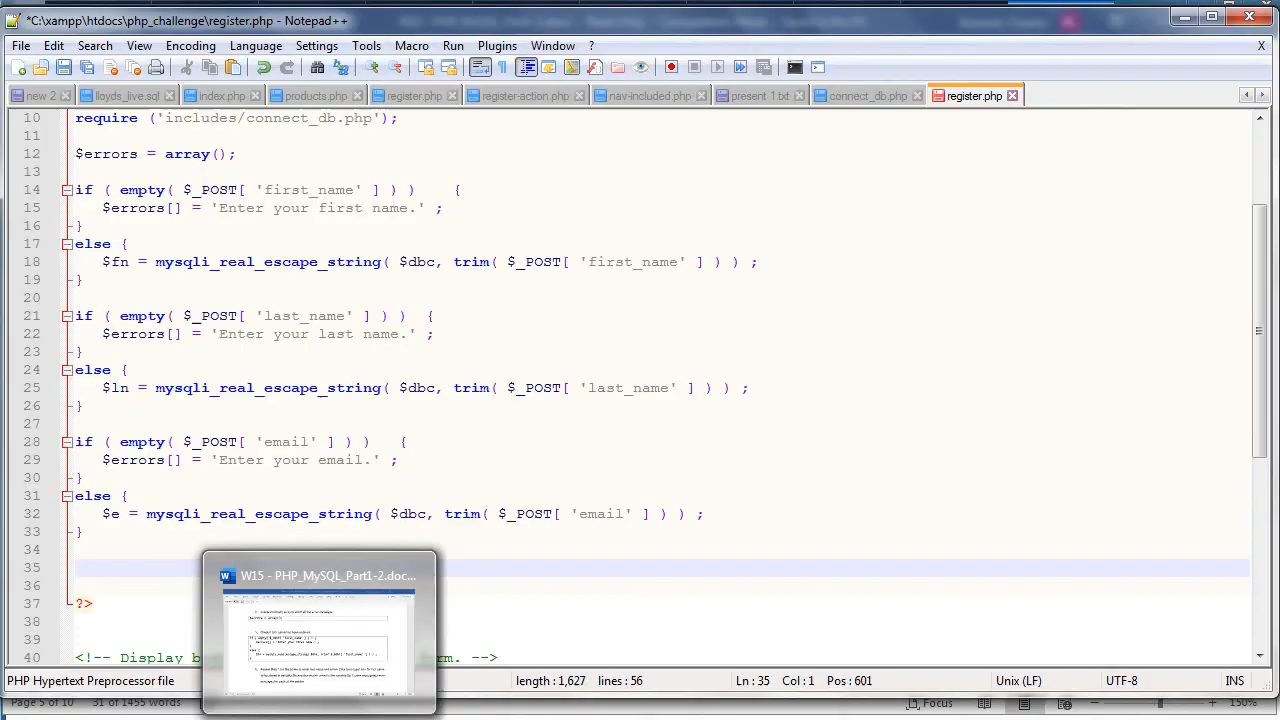 *C:\xampp\htdocs\php_challenge\register.php - Notepad++
File Edit Search View Encoding Language Settings Tools Macro Run Plugins Window ? X
new 2 lloyds_live.sql index.php products.php register.php register-action.php nav-included.php present 1.txt connect_db.php register.php
10 require ('includes/connect_db.php');
11
12 $errors = array();
13
14 if ( empty( $_POST[ 'first_name' ] ) ) {
15 $errors[] = 'Enter your first name.' ;
16 }
17 else {
18 $fn = mysqli_real_escape_string( $dbc, trim( $_POST[ 'first_name' ] ) ) ;
19 }
20
21 if ( empty( $_POST[ 'last_name' ] ) ) {
22 $errors[] = 'Enter your last name.' ;
23 }
24 else {
25 $ln = mysqli_real_escape_string( $dbc, trim( $_POST[ 'last_name' ] ) ) ;
26 }
27
28 if ( empty( $_POST[ 'email' ] ) ) {
29 $errors[] = 'Enter your email.' ;
30 }
31 else {
32 $e = mysqli_real_escape_string( $dbc, trim( $_POST[ 'email' ] ) ) ;
33 }
34
35
36
37 ?>
38
39
40 <!-- Display b rm. -->
W15 - PHP_MySQL_Part1-2.doc...
PHP Hypertext Preprocessor file length : 1,627 lines : 56 Ln : 35 Col : 1 Pos : 601 Unix (LF) UTF-8 INS
Page 5 of 10 31 of 1455 words Focus 150%